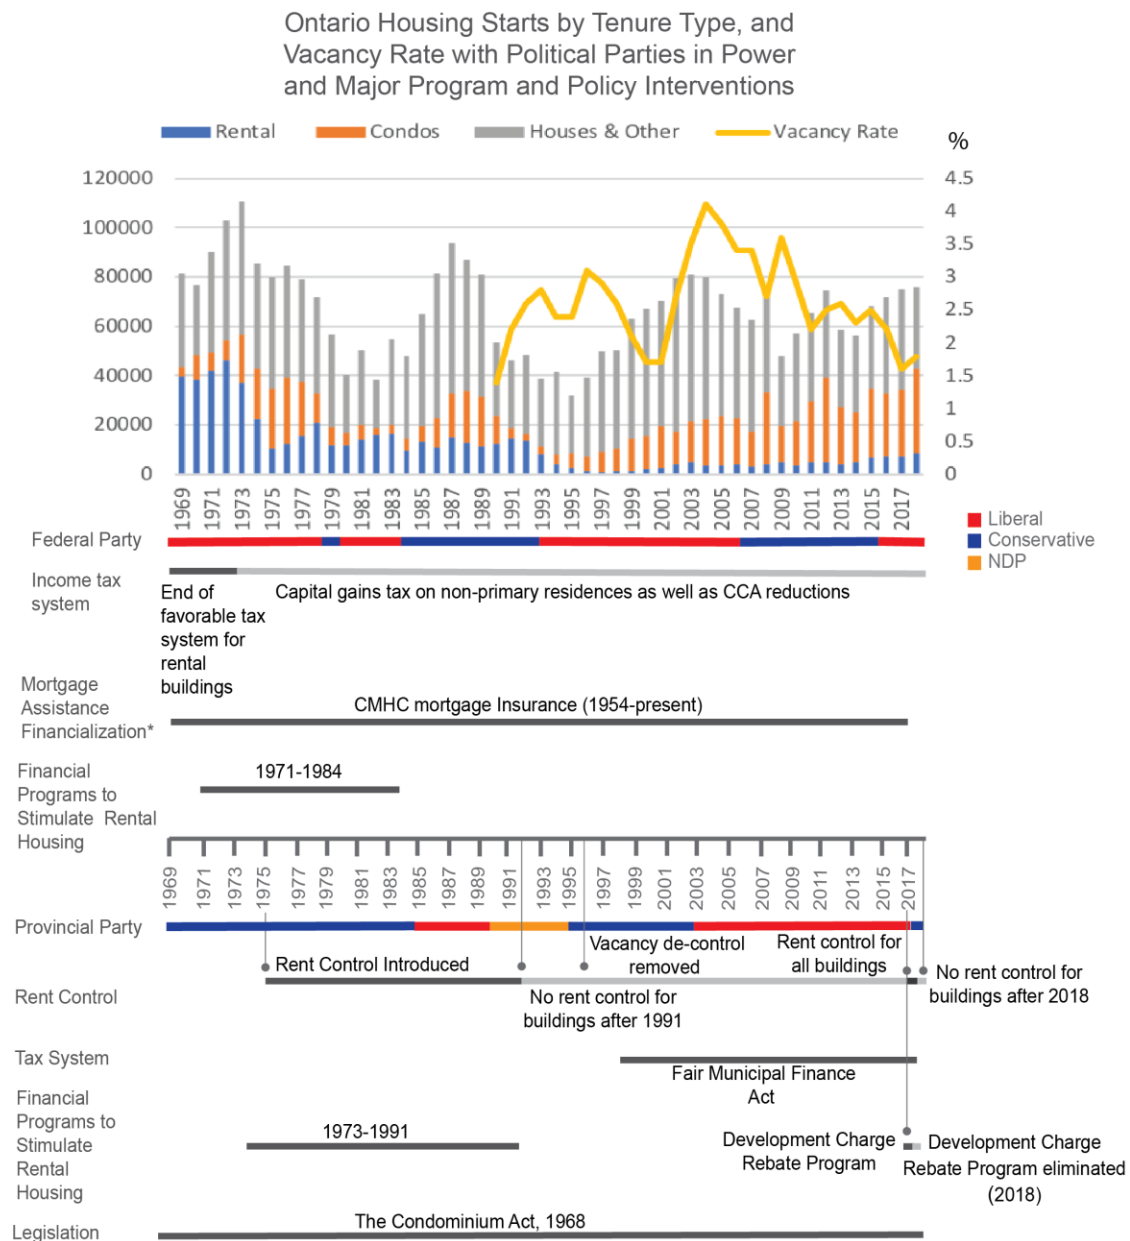 Ontario Housing Starts by Tenure Type, and
Vacancy Rate with Political Parties in Power
and Major Program and Policy Interventions
Rental Condos Houses & Other Vacancy Rate
%
120000 4.5
4
100000 3.5
80000 3
2.5
60000 2
40000 1.5
1
20000 0.5
0 0
1969 1971 1973 1975 1977 1979 1981 1983 1985 1987 1989 1991 1993 1995 1997 1999 2001 2003 2005 2007 2009 2011 2013 2015 2017
Liberal
Conservative
NDP
Federal Party
Income tax
system
End of
favorable tax
system for
rental
buildings
Capital gains tax on non-primary residences as well as CCA reductions
Mortgage
Assistance
Financialization*
CMHC mortgage Insurance (1954-present)
Financial
Programs to
Stimulate Rental
Housing
1971-1984
1969 1971 1973 1975 1977 1979 1981 1983 1985 1987 1989 1991 1993 1995 1997 1999 2001 2003 2005 2007 2009 2011 2013 2015 2017
Provincial Party
Rent Control Introduced
Vacancy de-control
removed
Rent control for
all buildings
No rent control for
buildings after 2018
Rent Control
No rent control for
buildings after 1991
Tax System
Fair Municipal Finance
Act
Financial
Programs to
Stimulate
Rental
Housing
1973-1991
Development Charge
Rebate Program
Development Charge
Rebate Program eliminated
(2018)
Legislation
The Condominium Act, 1968